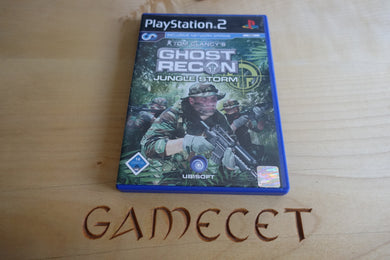 PlayStation 2
TOM CLANCY'S
GHOST RECON
JUNGLE STORM
UBISOFT
GAMECET